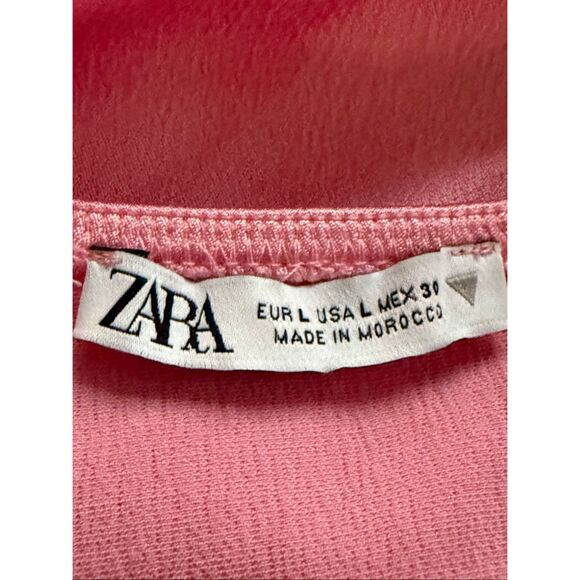 ZARA
EUR L USA L MEX 30
MADE IN MOROCCO